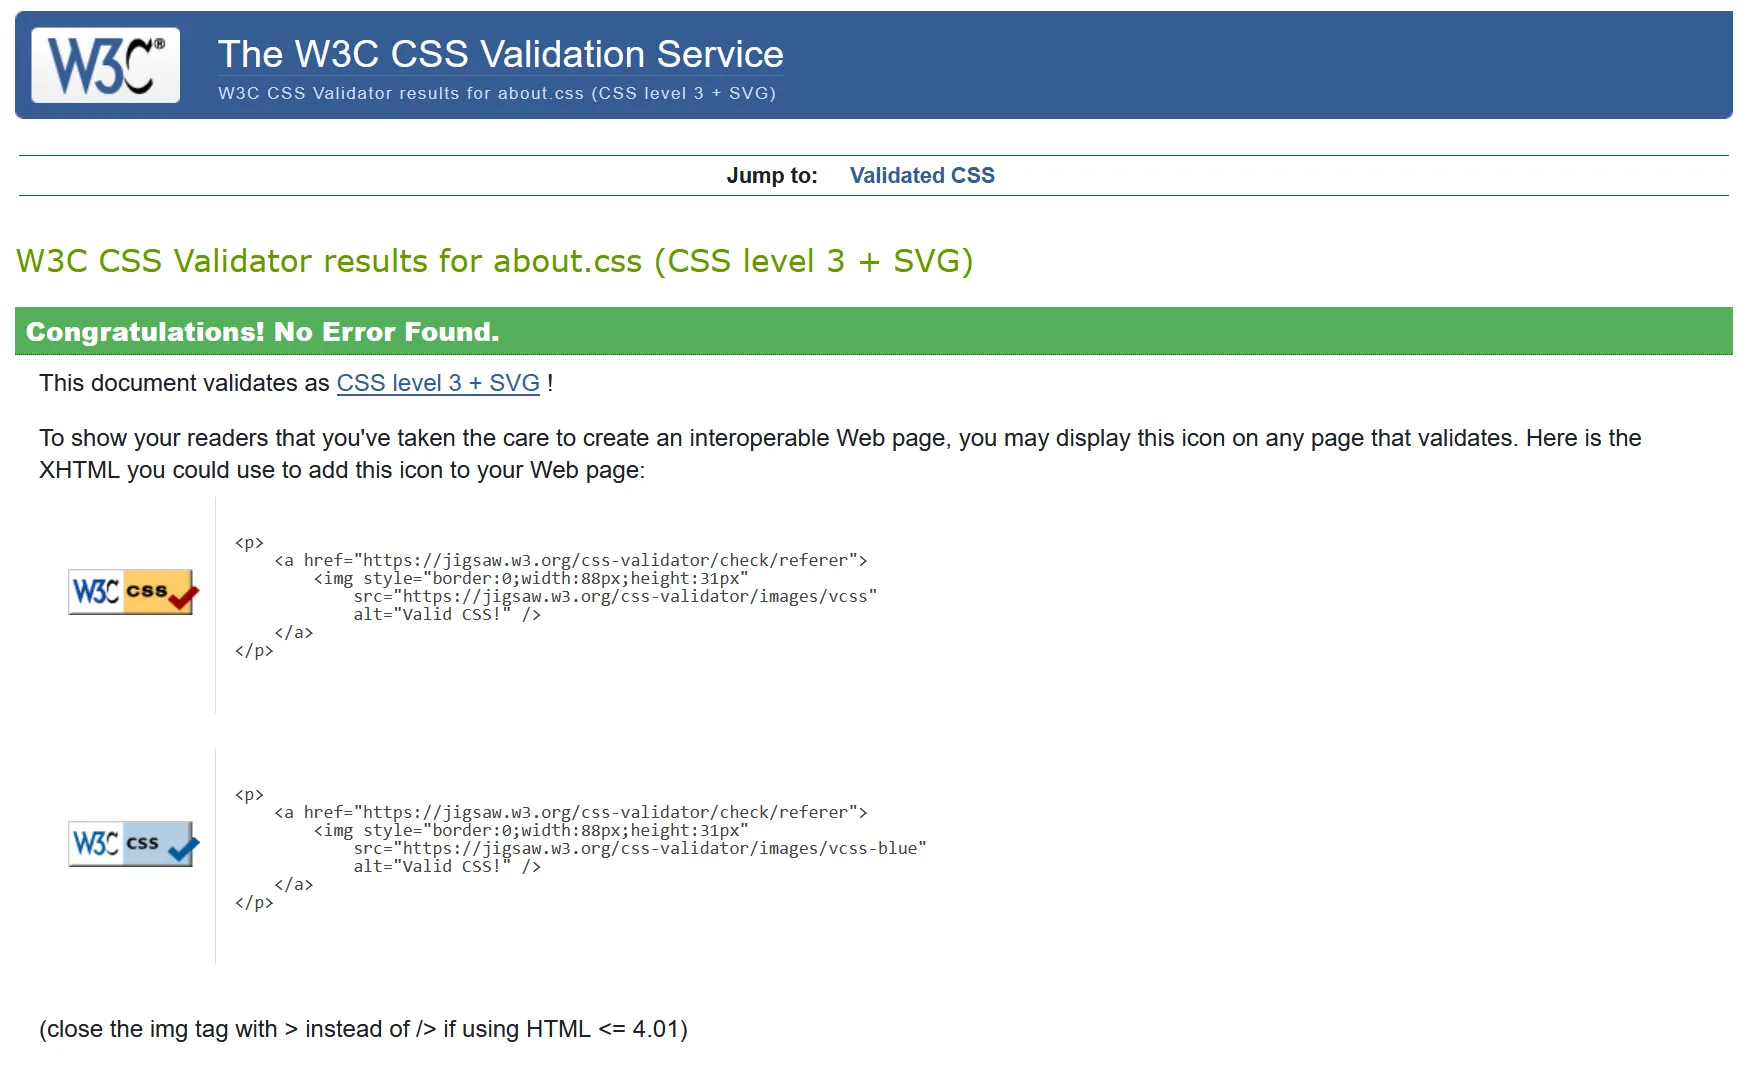 W3C®
The W3C CSS Validation Service
W3C CSS Validator results for about.css (CSS level 3 + SVG)
Jump to: Validated CSS
W3C CSS Validator results for about.css (CSS level 3 + SVG)
Congratulations! No Error Found.
This document validates as CSS level 3 + SVG !
To show your readers that you've taken the care to create an interoperable Web page, you may display this icon on any page that validates. Here is the
XHTML you could use to add this icon to your Web page:
W3C css
<p>
    <a href="https://jigsaw.w3.org/css-validator/check/referer">
        <img style="border:0;width:88px;height:31px"
            src="https://jigsaw.w3.org/css-validator/images/vcss"
            alt="Valid CSS!" />
    </a>
</p>
W3C css
<p>
    <a href="https://jigsaw.w3.org/css-validator/check/referer">
        <img style="border:0;width:88px;height:31px"
            src="https://jigsaw.w3.org/css-validator/images/vcss-blue"
            alt="Valid CSS!" />
    </a>
</p>
(close the img tag with > instead of /> if using HTML <= 4.01)